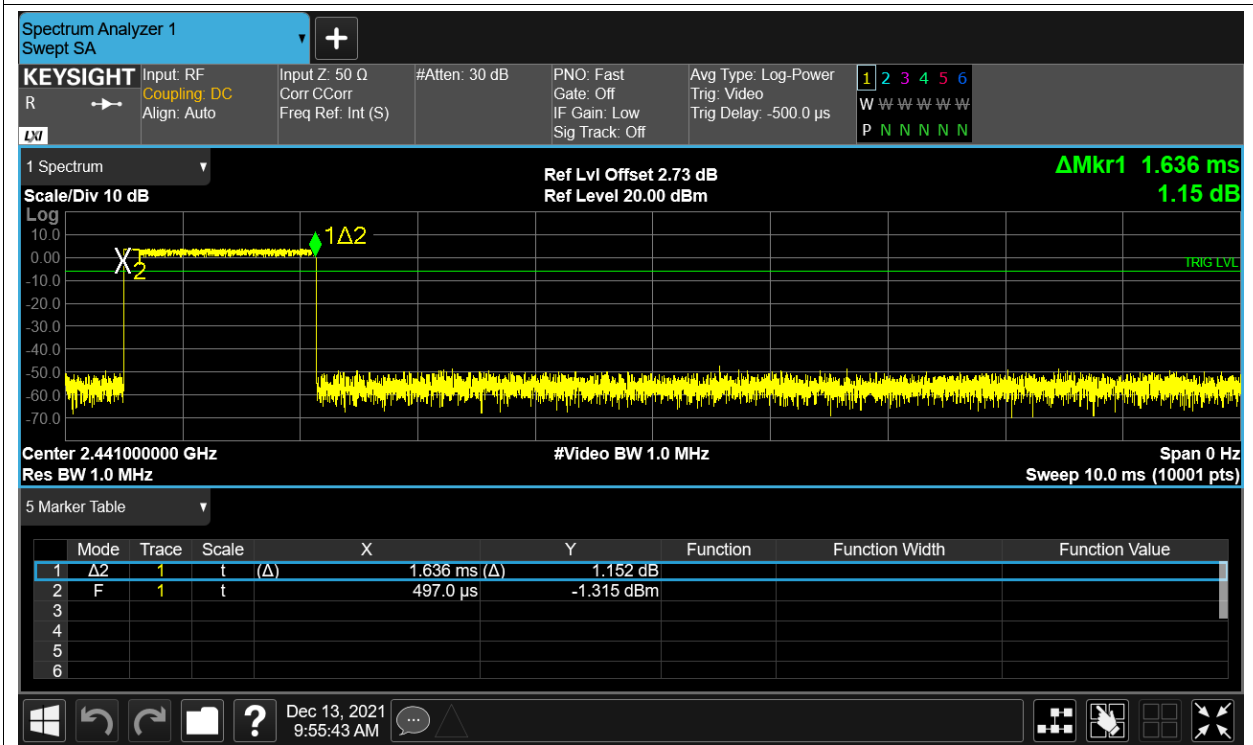 Spectrum Analyzer 1
Swept SA
+
KEYSIGHT Input: RF Input Z: 50 Ω #Atten: 30 dB PNO: Fast Avg Type: Log-Power 1 2 3 4 5 6
R Coupling: DC Corr CCorr Gate: Off Trig: Video W W W W W W
Align: Auto Freq Ref: Int (S) IF Gain: Low Trig Delay: -500.0 µs P N N N N N
LXI Sig Track: Off
1 Spectrum Ref Lvl Offset 2.73 dB ΔMkr1 1.636 ms
Scale/Div 10 dB Ref Level 20.00 dBm 1.15 dB
Log
10.0
1Δ2
0.00
X2
TRIG LVL
-10.0
-20.0
-30.0
-40.0
-50.0
-60.0
-70.0
Center 2.441000000 GHz #Video BW 1.0 MHz Span 0 Hz
Res BW 1.0 MHz Sweep 10.0 ms (10001 pts)
5 Marker Table
Mode Trace Scale X Y Function Function Width Function Value
1 Δ2 1 t (Δ) 1.636 ms (Δ) 1.152 dB
2 F 1 t 497.0 µs -1.315 dBm
3
4
5
6
? Dec 13, 2021
9:55:43 AM